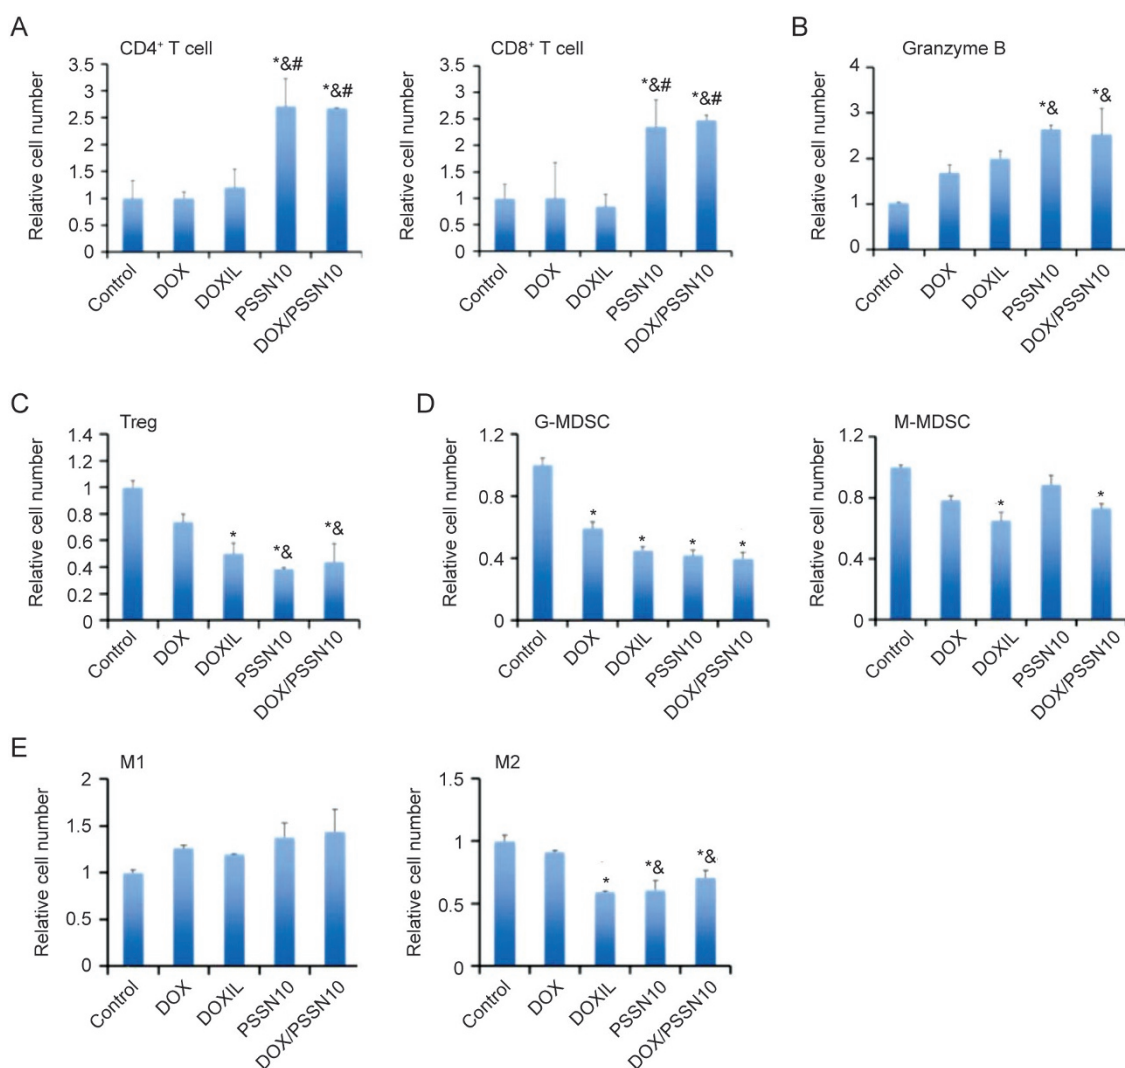 A
CD4⁺ T cell
Relative cell number
3.5
3
2.5
2
1.5
1
0.5
0
*&#
*&#
Control
DOX
DOXIL
PSSN10
DOX/PSSN10
CD8⁺ T cell
Relative cell number
3.5
3
2.5
2
1.5
1
0.5
0
*&#
*&#
Control
DOX
DOXIL
PSSN10
DOX/PSSN10
B
Granzyme B
Relative cell number
4
3
2
1
0
*&
*&
Control
DOX
DOXIL
PSSN10
DOX/PSSN10
C
Treg
Relative cell number
1.4
1.2
1
0.8
0.6
0.4
0.2
0
*
*&
*&
Control
DOX
DOXIL
PSSN10
DOX/PSSN10
D
G-MDSC
Relative cell number
1.2
0.8
0.4
0
*
*
*
*
Control
DOX
DOXIL
PSSN10
DOX/PSSN10
M-MDSC
Relative cell number
1.2
0.8
0.4
0
*
*
Control
DOX
DOXIL
PSSN10
DOX/PSSN10
E
M1
Relative cell number
2
1.5
1
0.5
0
Control
DOX
DOXIL
PSSN10
DOX/PSSN10
M2
Relative cell number
1.5
1
0.5
0
*
*&
*&
Control
DOX
DOXIL
PSSN10
DOX/PSSN10